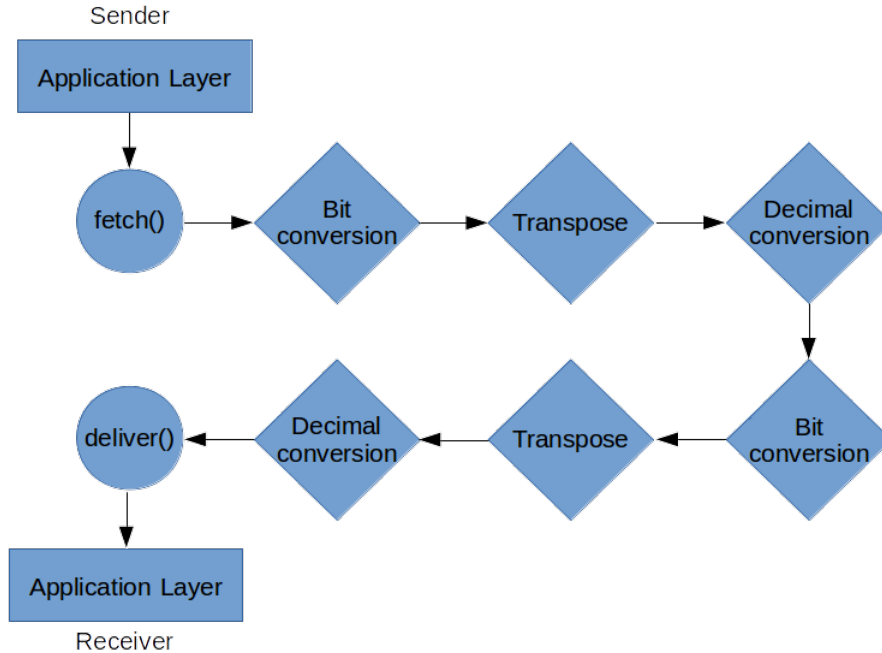 Sender
Application Layer
fetch()
Bit
conversion
Transpose
Decimal
conversion
deliver()
Decimal
conversion
Transpose
Bit
conversion
Application Layer
Receiver